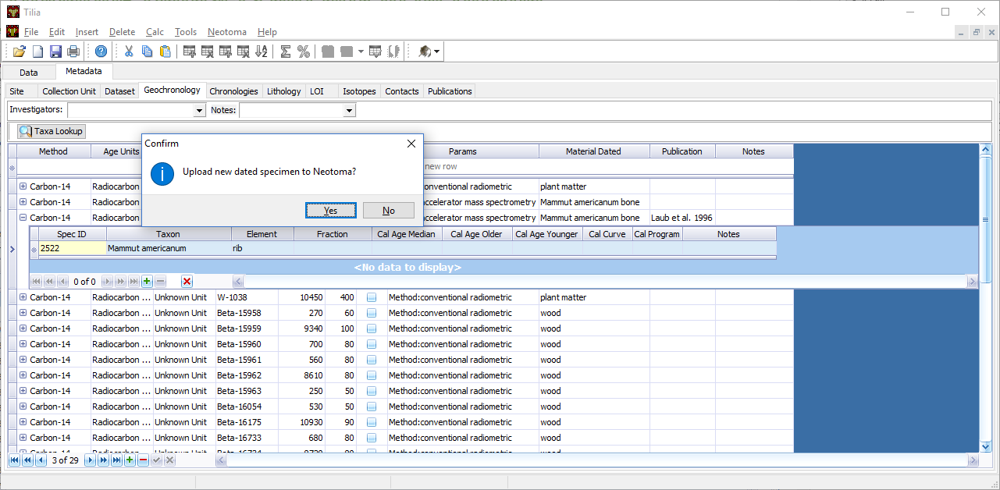 Tilia
File Edit Insert Delete Calc Tools Neotoma Help
Data Metadata
Site Collection Unit Dataset Geochronology Chronologies Lithology LOI Isotopes Contacts Publications
Investigators: Notes:
Taxa Lookup
Method Age Units Params Material Dated Publication Notes
new row
Confirm
Upload new dated specimen to Neotoma?
Yes No
Carbon-14 Radiocarbon conventional radiometric plant matter
Carbon-14 Radiocarbon accelerator mass spectrometry Mammut americanum bone
Carbon-14 Radiocarbon accelerator mass spectrometry Mammut americanum bone Laub et al. 1996
Spec ID Taxon Element Fraction Cal Age Median Cal Age Older Cal Age Younger Cal Curve Cal Program Notes
2522 Mammut americanum rib
<No data to display>
0 of 0
Carbon-14 Radiocarbon ... Unknown Unit W-1038 10450 400 Method:conventional radiometric plant matter
Carbon-14 Radiocarbon ... Unknown Unit Beta-15958 270 60 Method:conventional radiometric wood
Carbon-14 Radiocarbon ... Unknown Unit Beta-15959 9340 100 Method:conventional radiometric wood
Carbon-14 Radiocarbon ... Unknown Unit Beta-15960 700 80 Method:conventional radiometric wood
Carbon-14 Radiocarbon ... Unknown Unit Beta-15961 560 80 Method:conventional radiometric wood
Carbon-14 Radiocarbon ... Unknown Unit Beta-15962 8610 80 Method:conventional radiometric wood
Carbon-14 Radiocarbon ... Unknown Unit Beta-15963 250 50 Method:conventional radiometric wood
Carbon-14 Radiocarbon ... Unknown Unit Beta-16054 530 50 Method:conventional radiometric wood
Carbon-14 Radiocarbon ... Unknown Unit Beta-16175 10930 90 Method:conventional radiometric wood
Carbon-14 Radiocarbon ... Unknown Unit Beta-16733 680 80 Method:conventional radiometric wood
3 of 29